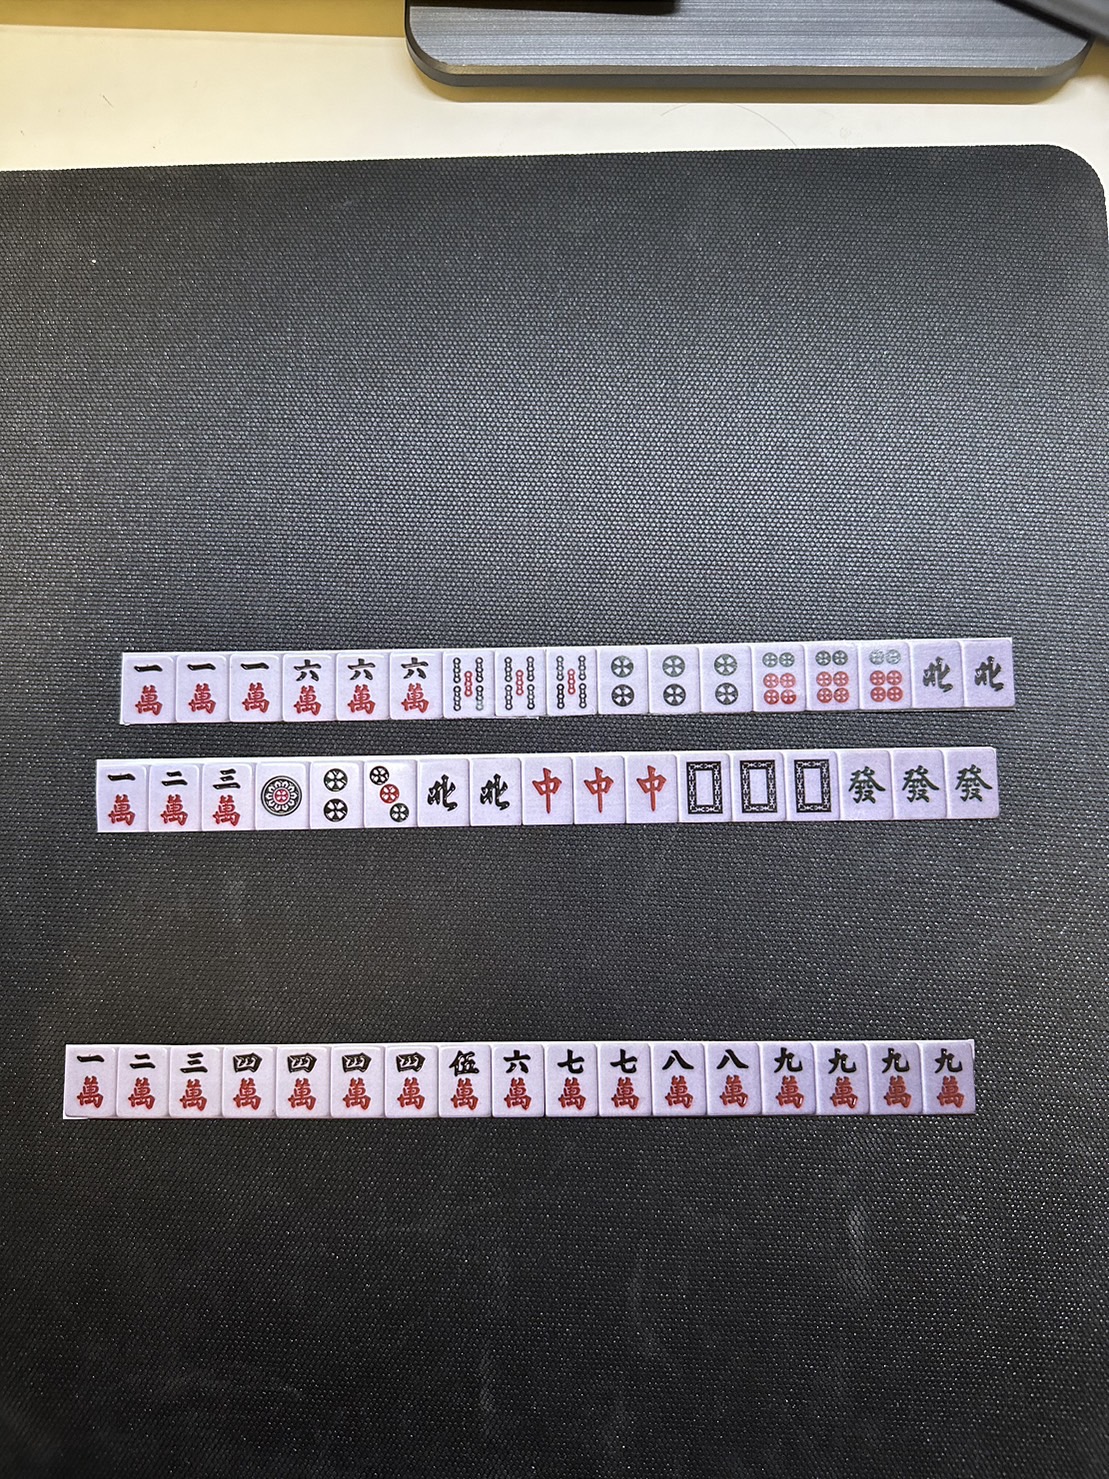 一萬 一萬 一萬 六萬 六萬 六萬 北 北
一萬 二萬 三萬 北 北 中 中 中 發 發 發
一萬 二萬 三萬 四萬 四萬 四萬 四萬 伍萬 六萬 七萬 七萬 八萬 八萬 九萬 九萬 九萬 九萬